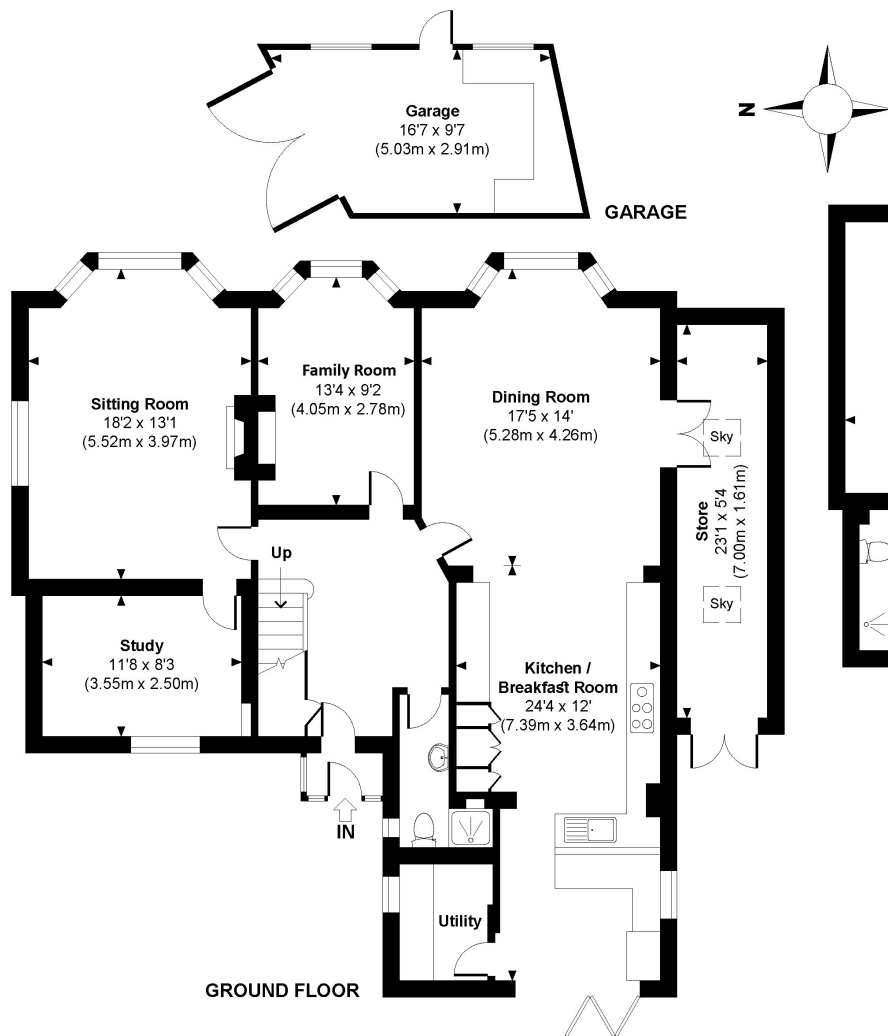 Garage
16'7 x 9'7
(5.03m x 2.91m)
GARAGE
N
Sitting Room
18'2 x 13'1
(5.52m x 3.97m)
Family Room
13'4 x 9'2
(4.05m x 2.78m)
Dining Room
17'5 x 14'
(5.28m x 4.26m)
Sky
Store
23'1 x 5'4
(7.00m x 1.61m)
Sky
Up
Study
11'8 x 8'3
(3.55m x 2.50m)
Kitchen /
Breakfast Room
24'4 x 12'
(7.39m x 3.64m)
IN
Utility
GROUND FLOOR